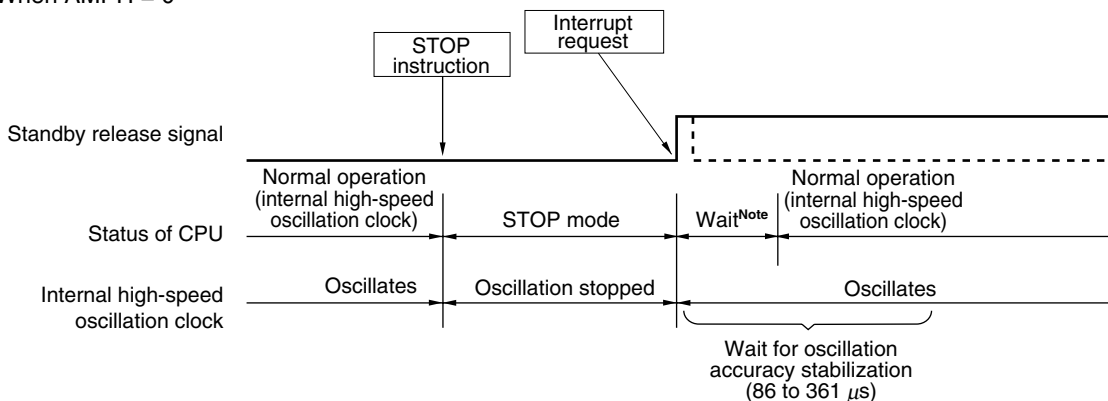 When AMPH = 0
Interrupt
request
STOP
instruction
Standby release signal
Normal operation
(internal high-speed
oscillation clock)
Normal operation
(internal high-speed
oscillation clock)
Status of CPU
STOP mode
Wait^Note
Internal high-speed
oscillation clock
Oscillates
Oscillation stopped
Oscillates
Wait for oscillation
accuracy stabilization
(86 to 361 μs)